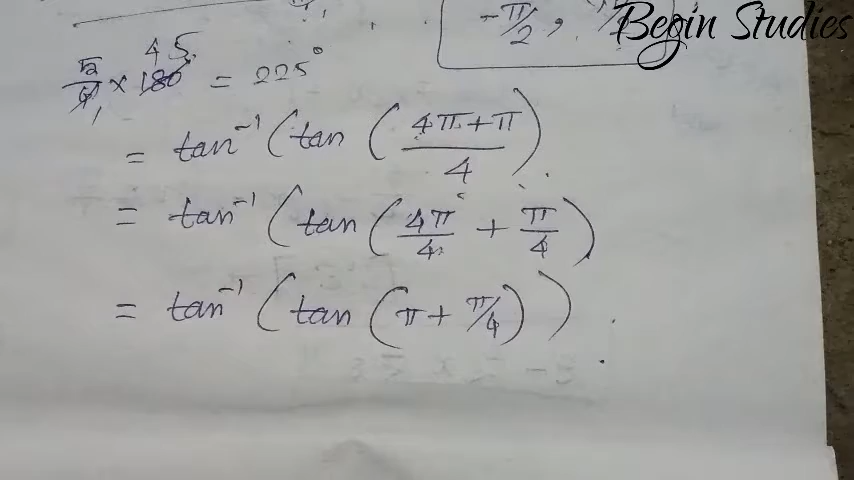 -π/2, π/
Begin Studies
45
5/4 × 180 = 225°
= tan⁻¹ (tan ( (4π+π)/4 )
= tan⁻¹ (tan ( 4π/4 + π/4 )
= tan⁻¹ (tan (π + π/4) )